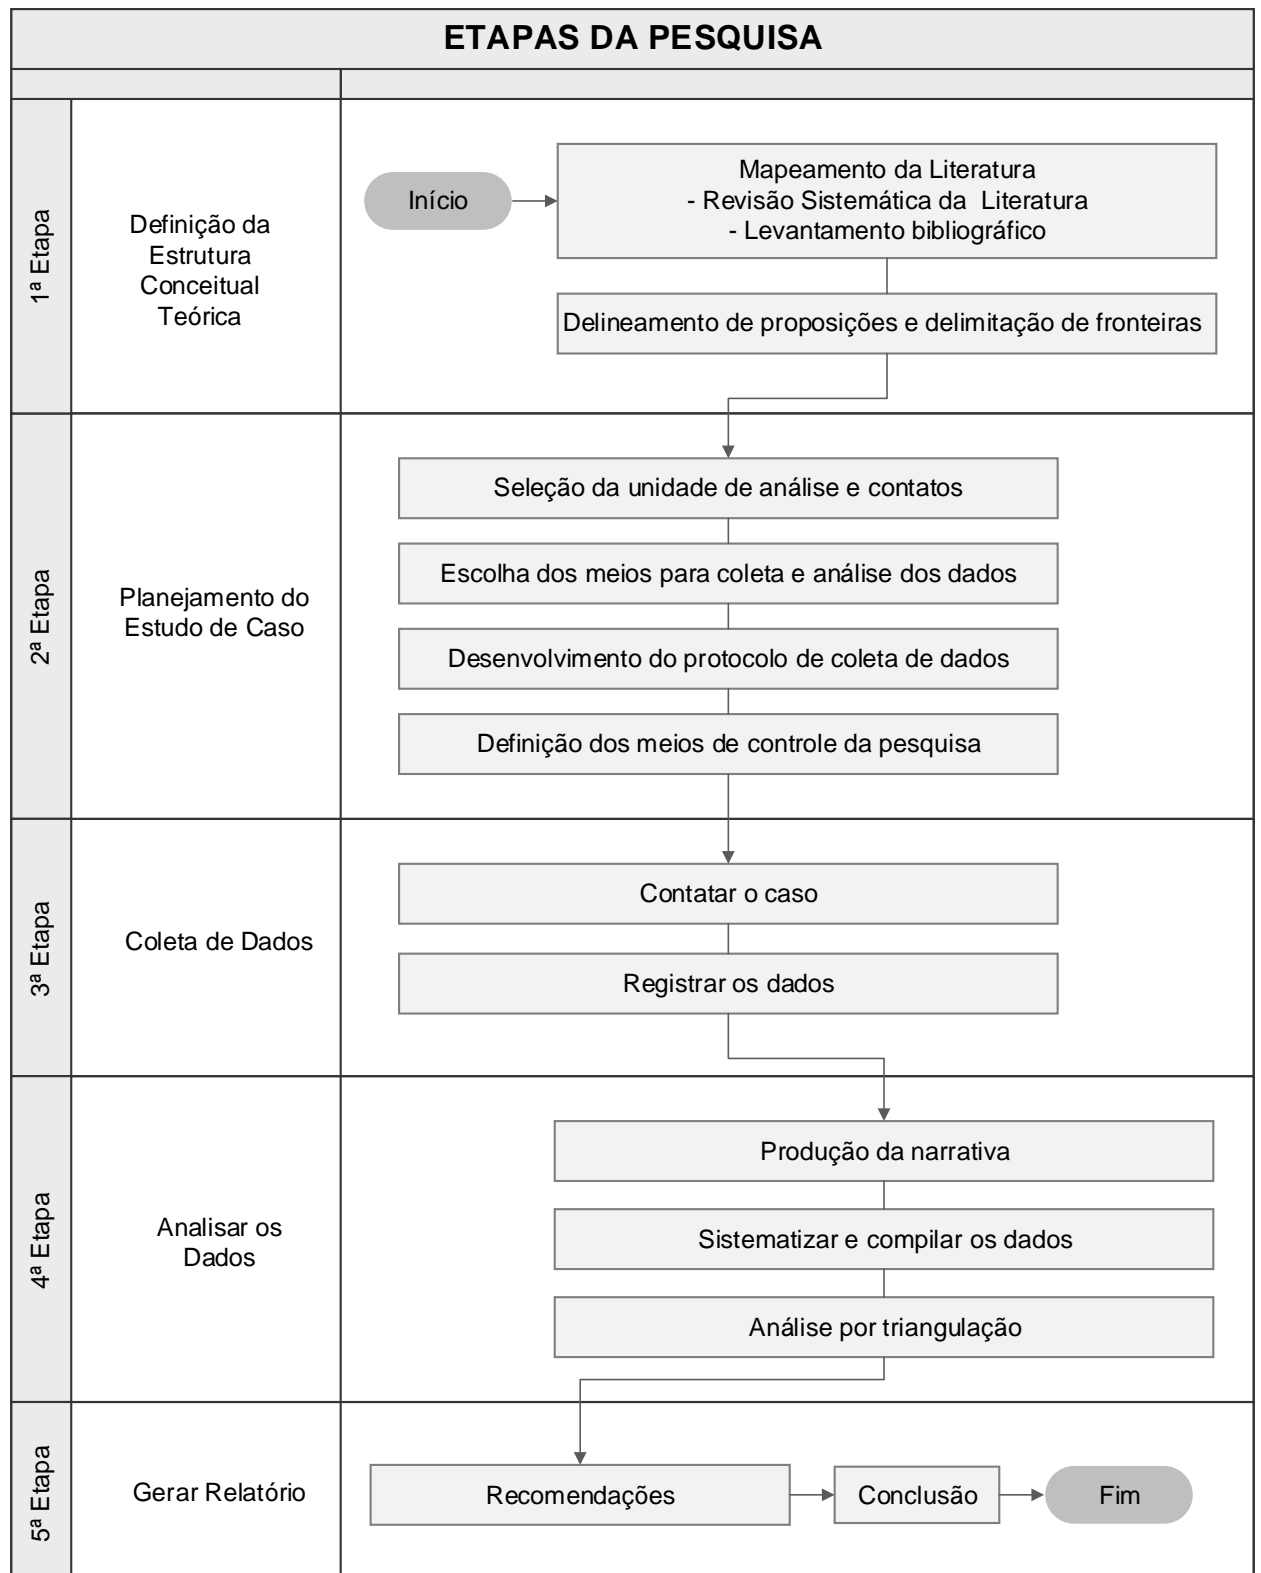 ETAPAS DA PESQUISA
1ª Etapa
Definição da
Estrutura
Conceitual
Teórica
Início
Mapeamento da Literatura
- Revisão Sistemática da Literatura
- Levantamento bibliográfico
Delineamento de proposições e delimitação de fronteiras
2ª Etapa
Planejamento do
Estudo de Caso
Seleção da unidade de análise e contatos
Escolha dos meios para coleta e análise dos dados
Desenvolvimento do protocolo de coleta de dados
Definição dos meios de controle da pesquisa
3ª Etapa
Coleta de Dados
Contatar o caso
Registrar os dados
4ª Etapa
Analisar os
Dados
Produção da narrativa
Sistematizar e compilar os dados
Análise por triangulação
5ª Etapa
Gerar Relatório
Recomendações
Conclusão
Fim